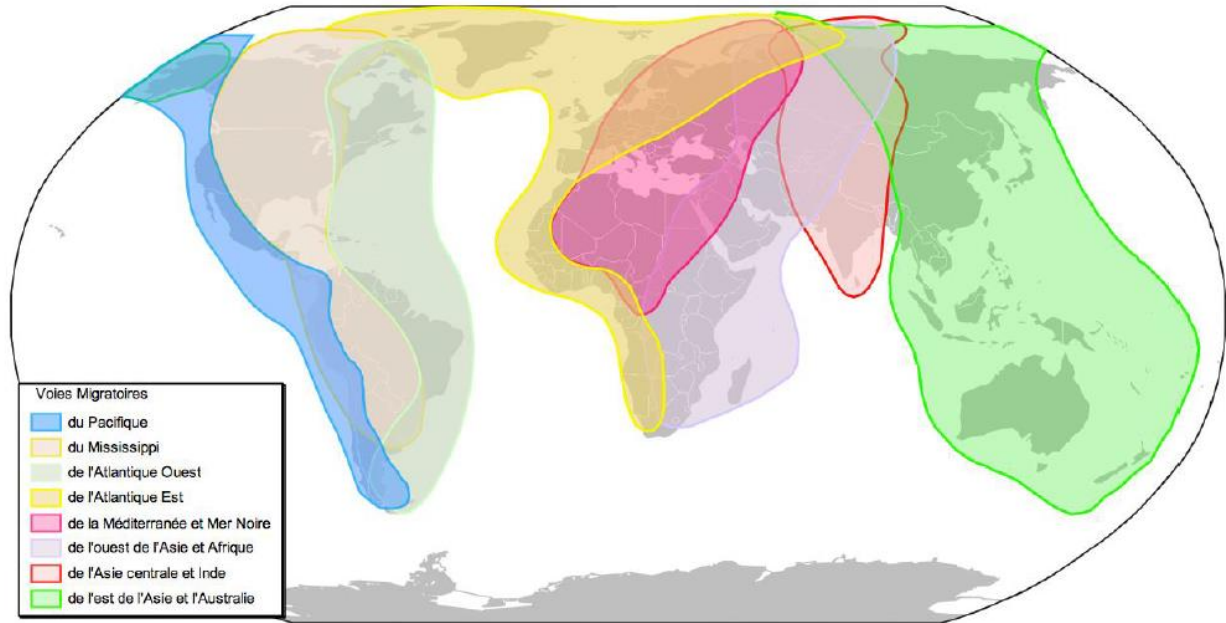 Voies Migratoires
du Pacifique
du Mississippi
de l'Atlantique Ouest
de l'Atlantique Est
de la Méditerranée et Mer Noire
de l'ouest de l'Asie et Afrique
de l'Asie centrale et Inde
de l'est de l'Asie et l'Australie